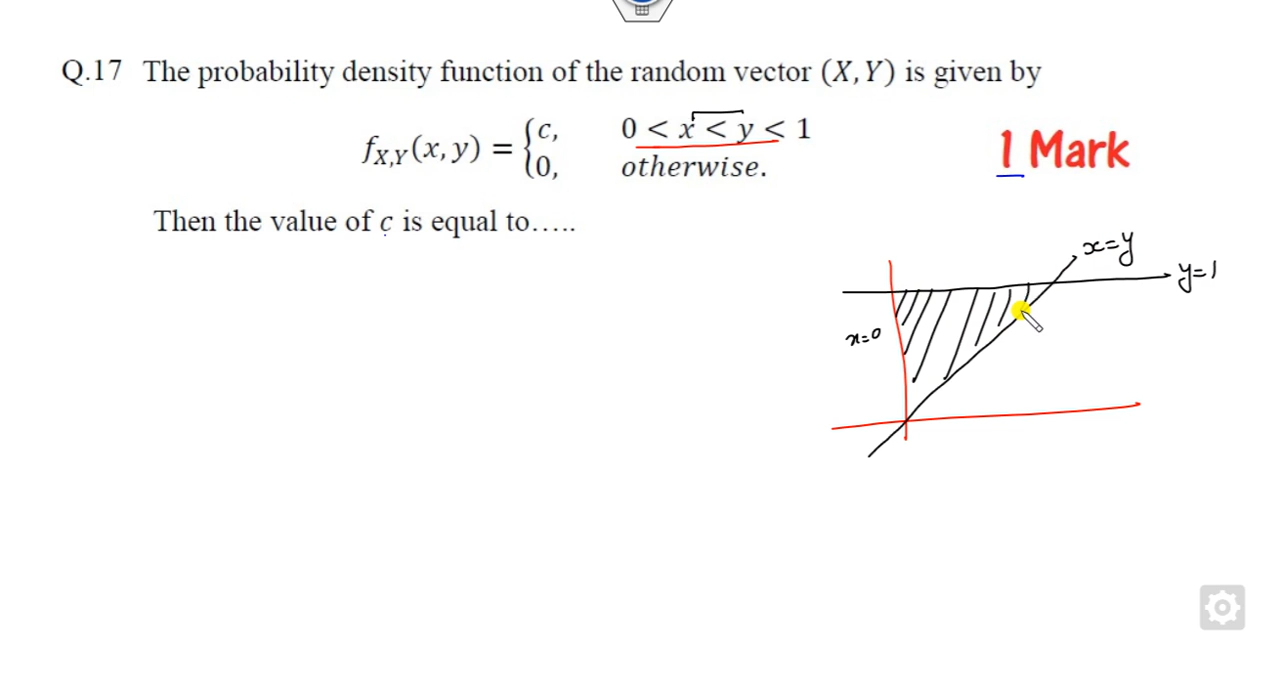 Q.17 The probability density function of the random vector (X, Y) is given by
f_{X,Y}(x, y) = { c, 0 < x < y < 1
0, otherwise.
1 Mark
Then the value of c is equal to…..
x=y
y=1
x=0